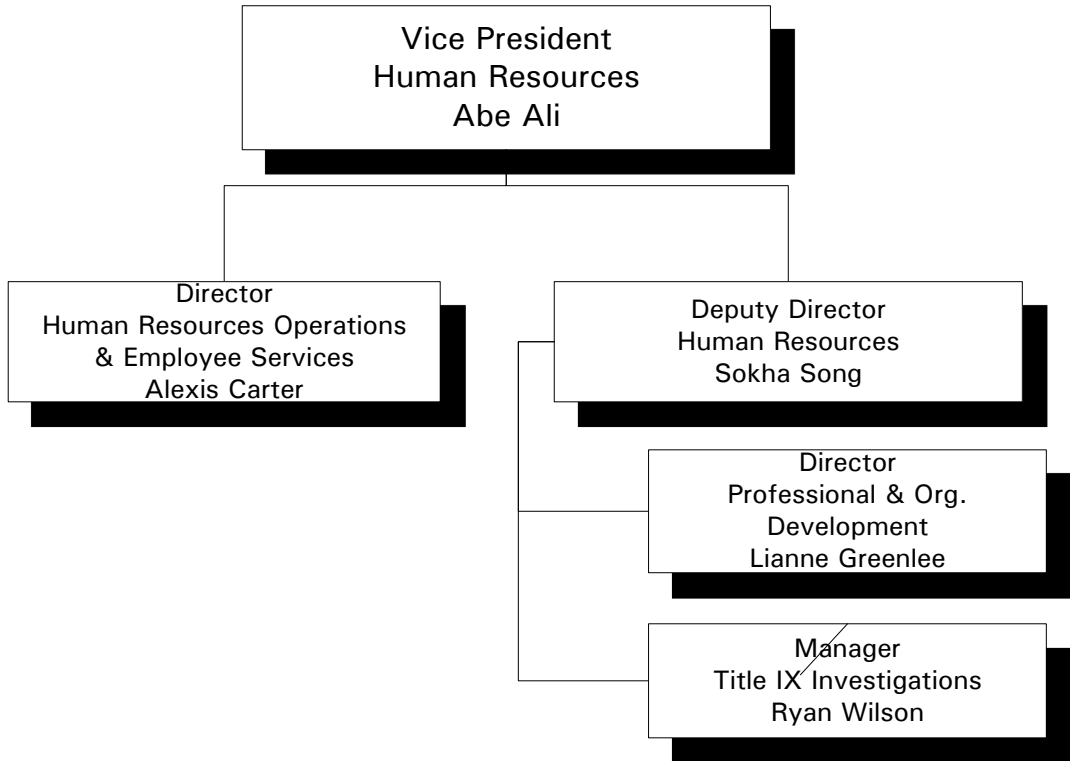 Vice President
Human Resources
Abe Ali
Director
Human Resources Operations
& Employee Services
Alexis Carter
Deputy Director
Human Resources
Sokha Song
Director
Professional & Org.
Development
Lianne Greenlee
Manager
Title IX Investigations
Ryan Wilson